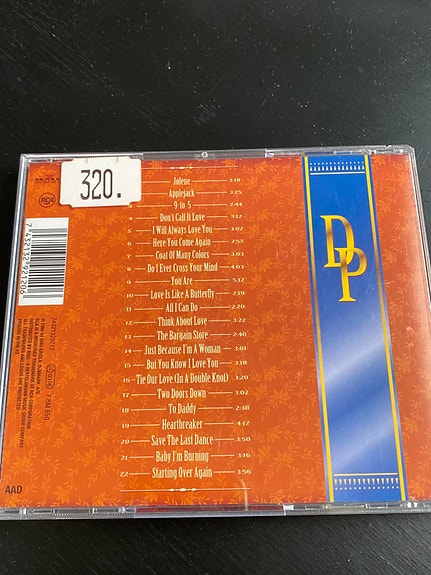 320.
BMG
RCA
Jolene 3:18
Applejack 3:25
9 to 5 2:44
4 Don't Call It Love 3:12
5 I Will Always Love You 3:02
6 Here You Come Again 2:57
7 Coat Of Many Colors 3:03
8 Do I Ever Cross Your Mind 4:03
9 You Are 5:12
10 Love Is Like A Butterfly 2:19
11 All I Can Do 2:20
12 Think About Love 3:22
13 The Bargain Store 2:40
14 Just Because I'm A Woman 3:01
15 But You Know I Love You 3:18
16 Tie Our Love (In A Double Knot) 3:20
17 Two Doors Down 3:02
18 To Daddy 2:38
19 Heartbreaker 4:12
20 Save The Last Dance 3:50
21 Baby I'm Burning 3:16
22 Starting Over Again 3:56
DP
AAD